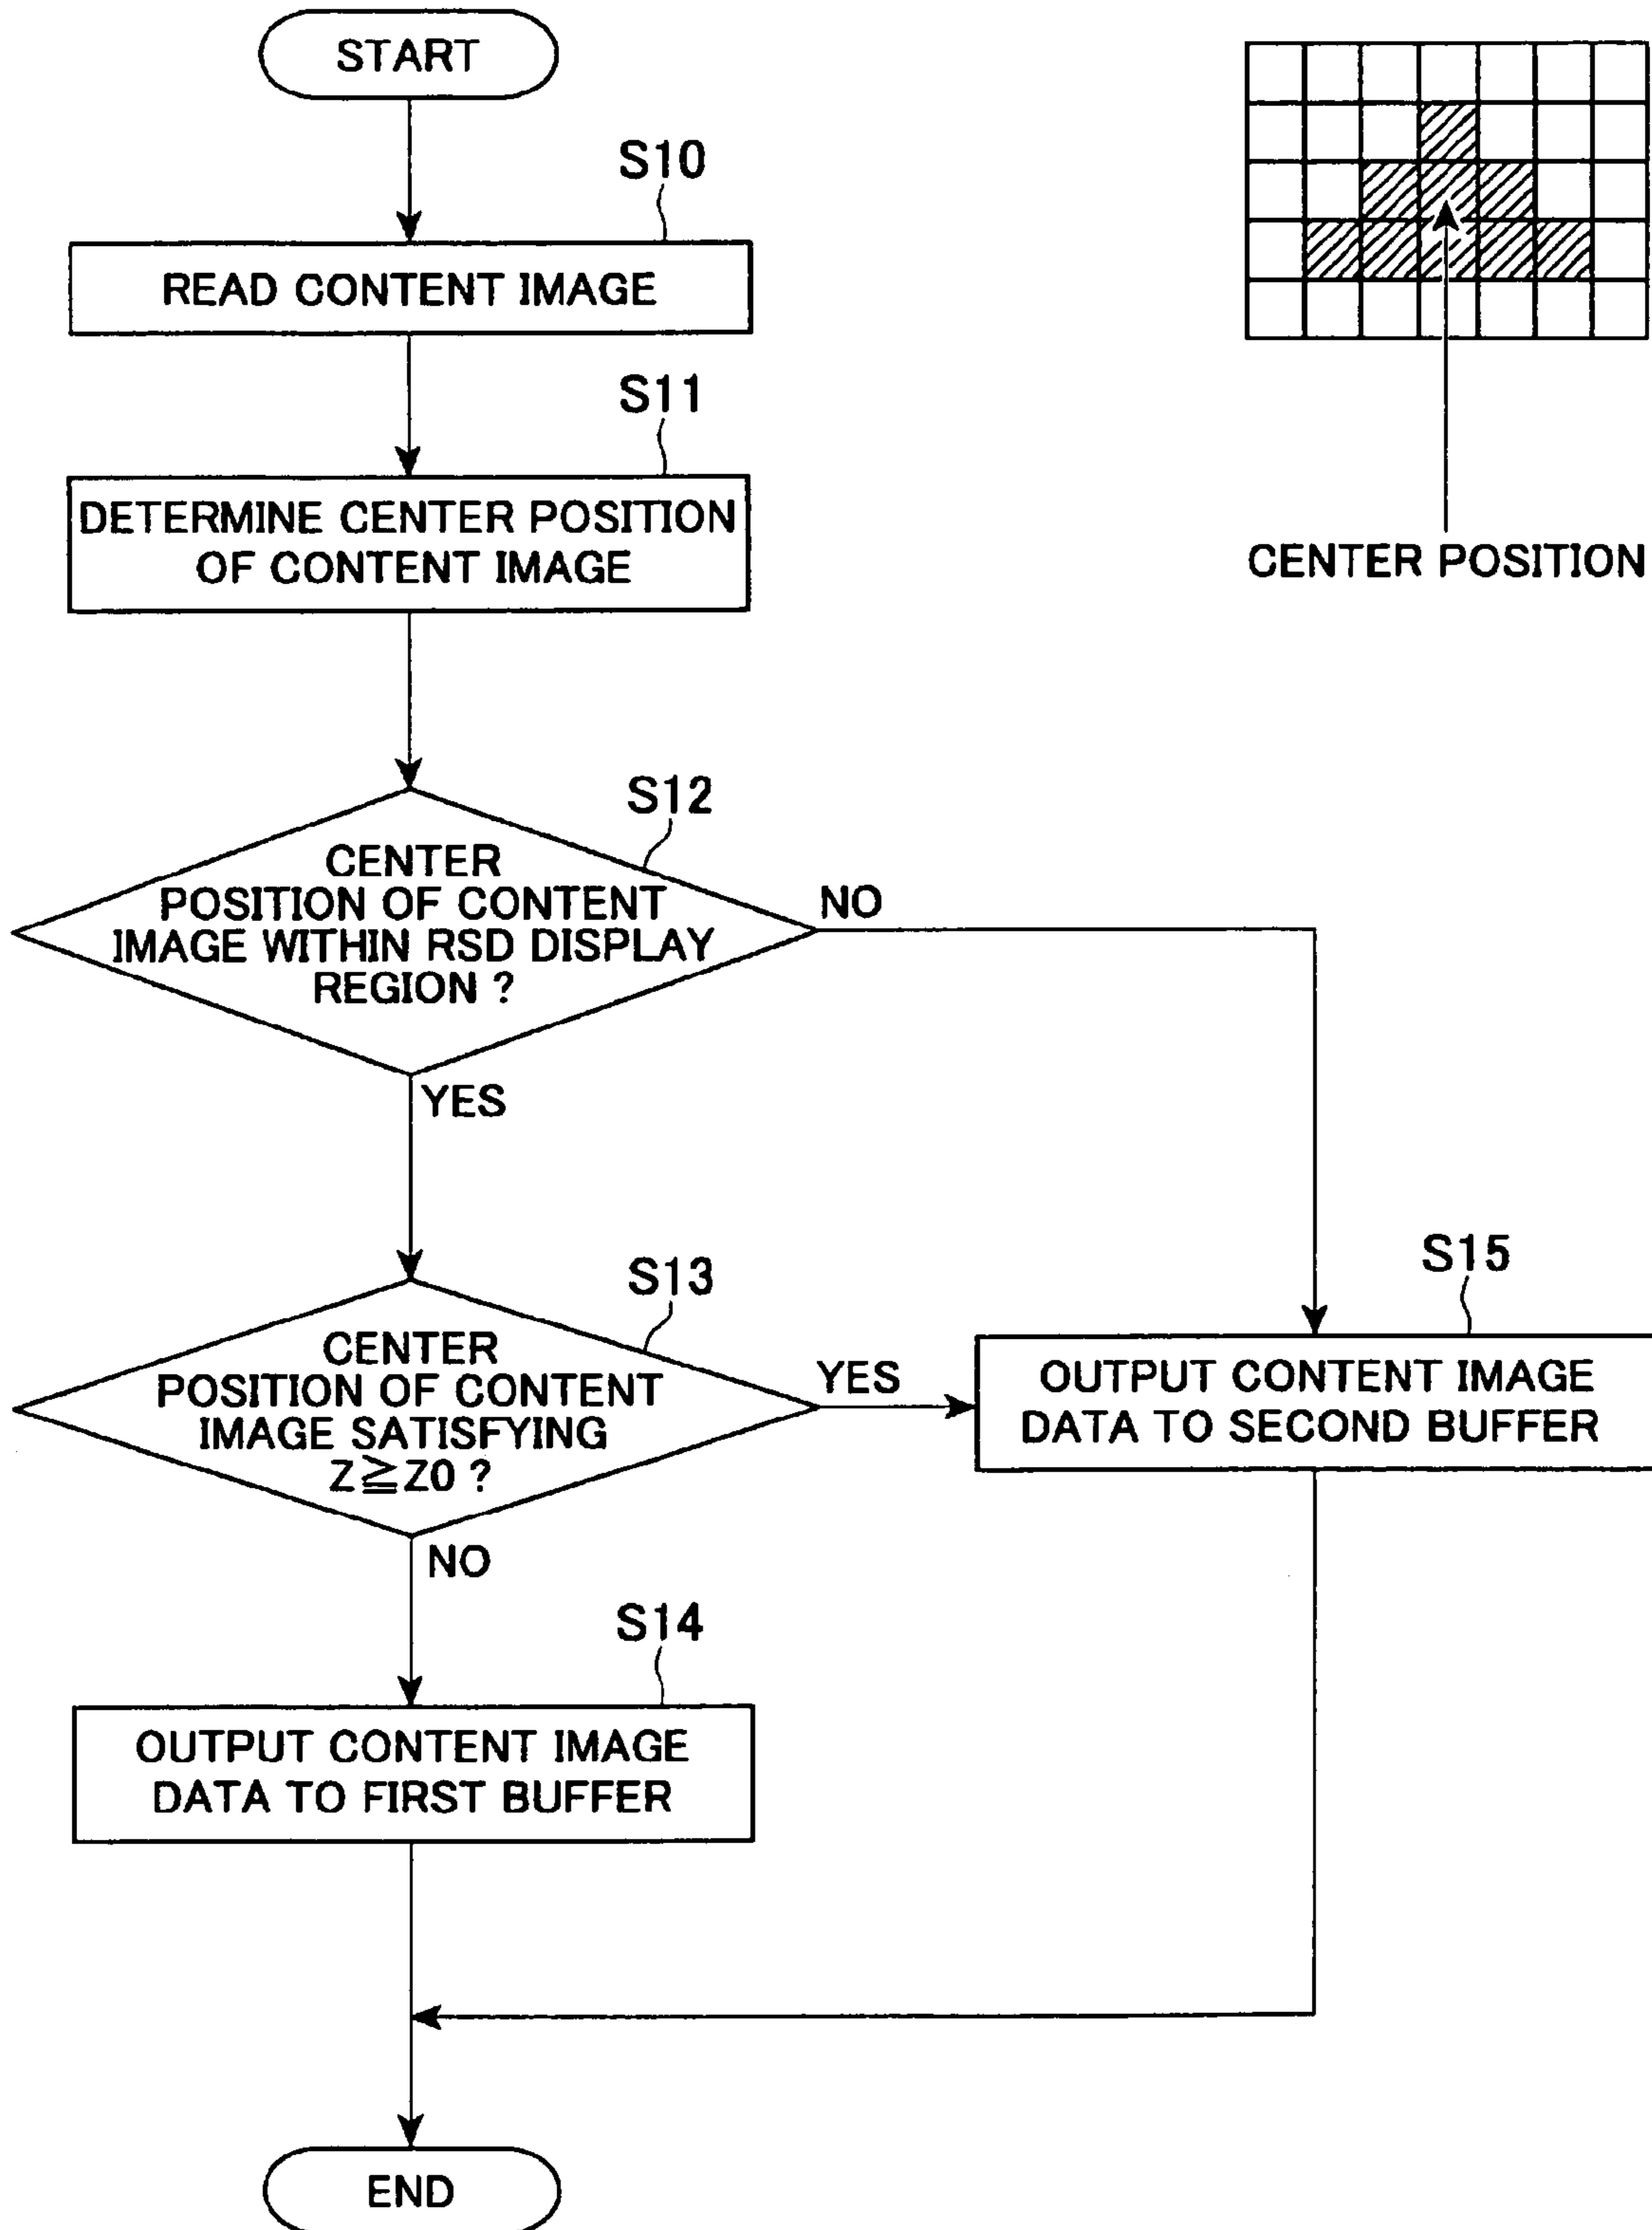 START
S10
READ CONTENT IMAGE
S11
DETERMINE CENTER POSITION
OF CONTENT IMAGE
CENTER POSITION
S12
CENTER
POSITION OF CONTENT
IMAGE WITHIN RSD DISPLAY
REGION ?
NO
YES
S13
CENTER
POSITION OF CONTENT
IMAGE SATISFYING
Z≧Z0 ?
YES
NO
S15
OUTPUT CONTENT IMAGE
DATA TO SECOND BUFFER
S14
OUTPUT CONTENT IMAGE
DATA TO FIRST BUFFER
END